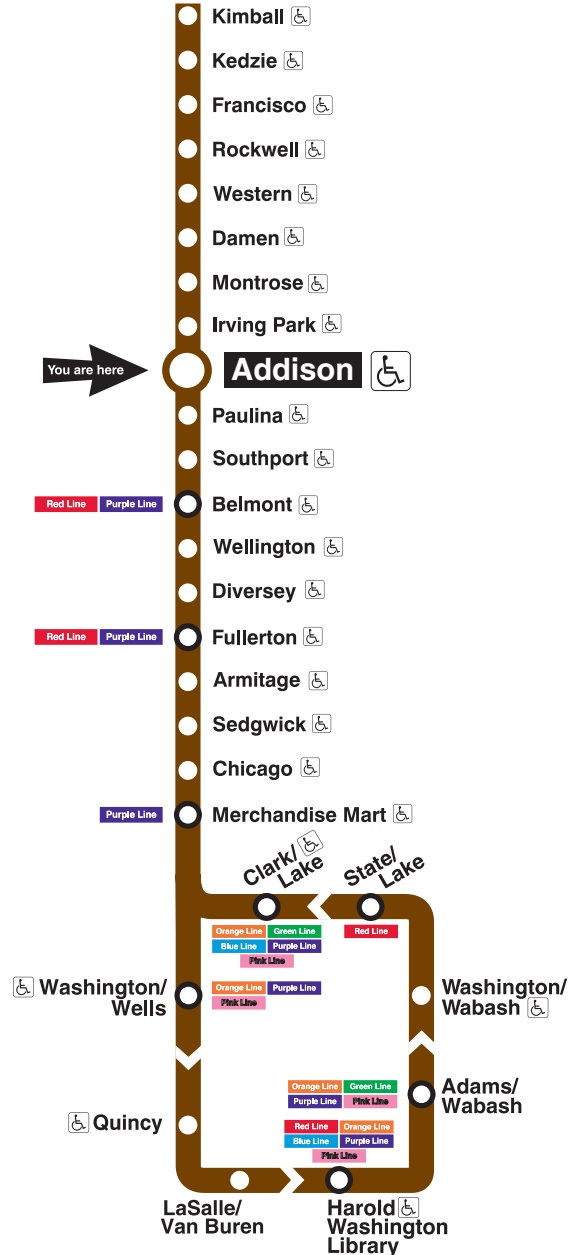 Kimball
Kedzie
Francisco
Rockwell
Western
Damen
Montrose
Irving Park
You are here
Addison
Paulina
Southport
Red Line Purple Line
Belmont
Wellington
Diversey
Red Line Purple Line
Fullerton
Armitage
Sedgwick
Chicago
Purple Line
Merchandise Mart
Clark/
Lake
State/
Lake
Orange Line Green Line
Blue Line Purple Line
Pink Line
Red Line
Washington/
Wells
Orange Line Purple Line
Pink Line
Washington/
Wabash
Orange Line Green Line
Purple Line Pink Line
Adams/
Wabash
Quincy
Red Line Orange Line
Blue Line Purple Line
Pink Line
LaSalle/
Van Buren
Harold
Washington
Library